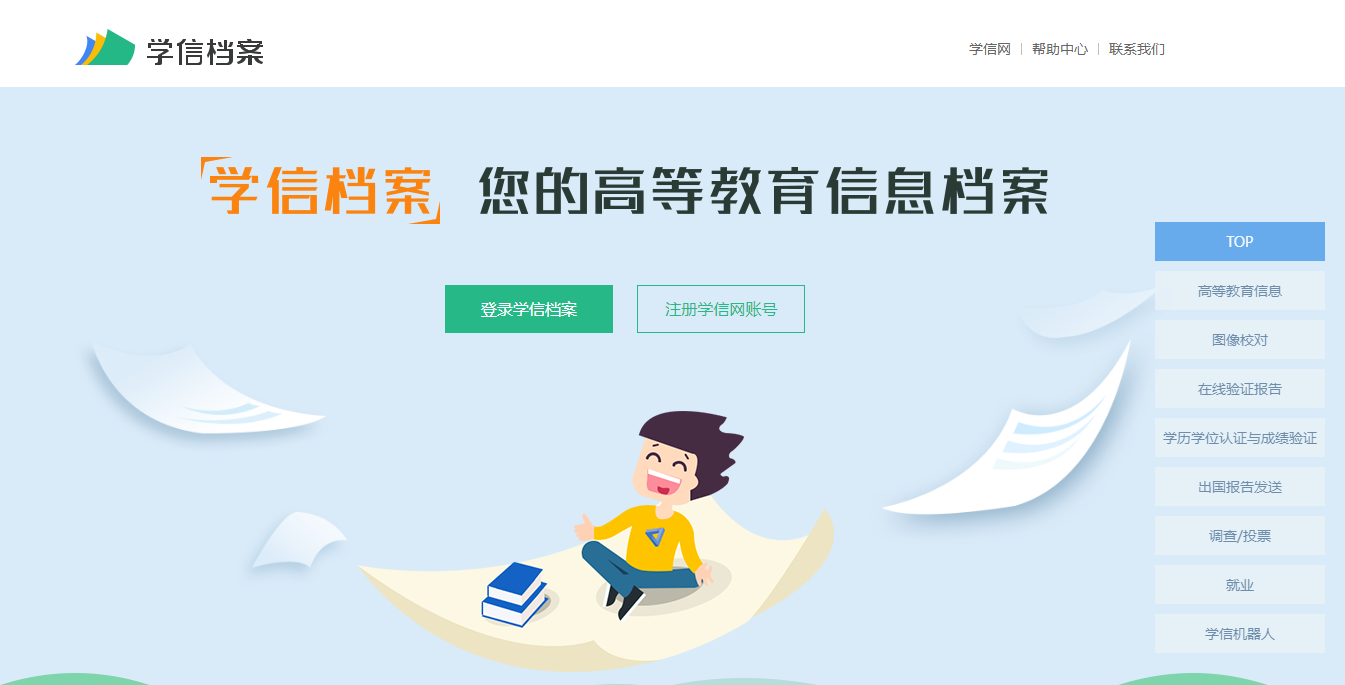 学信档案
学信网 | 帮助中心 | 联系我们
学信档案 您的高等教育信息档案
登录学信档案 注册学信网账号
TOP
高等教育信息
图像校对
在线验证报告
学历学位认证与成绩验证
出国报告发送
调查/投票
就业
学信机器人